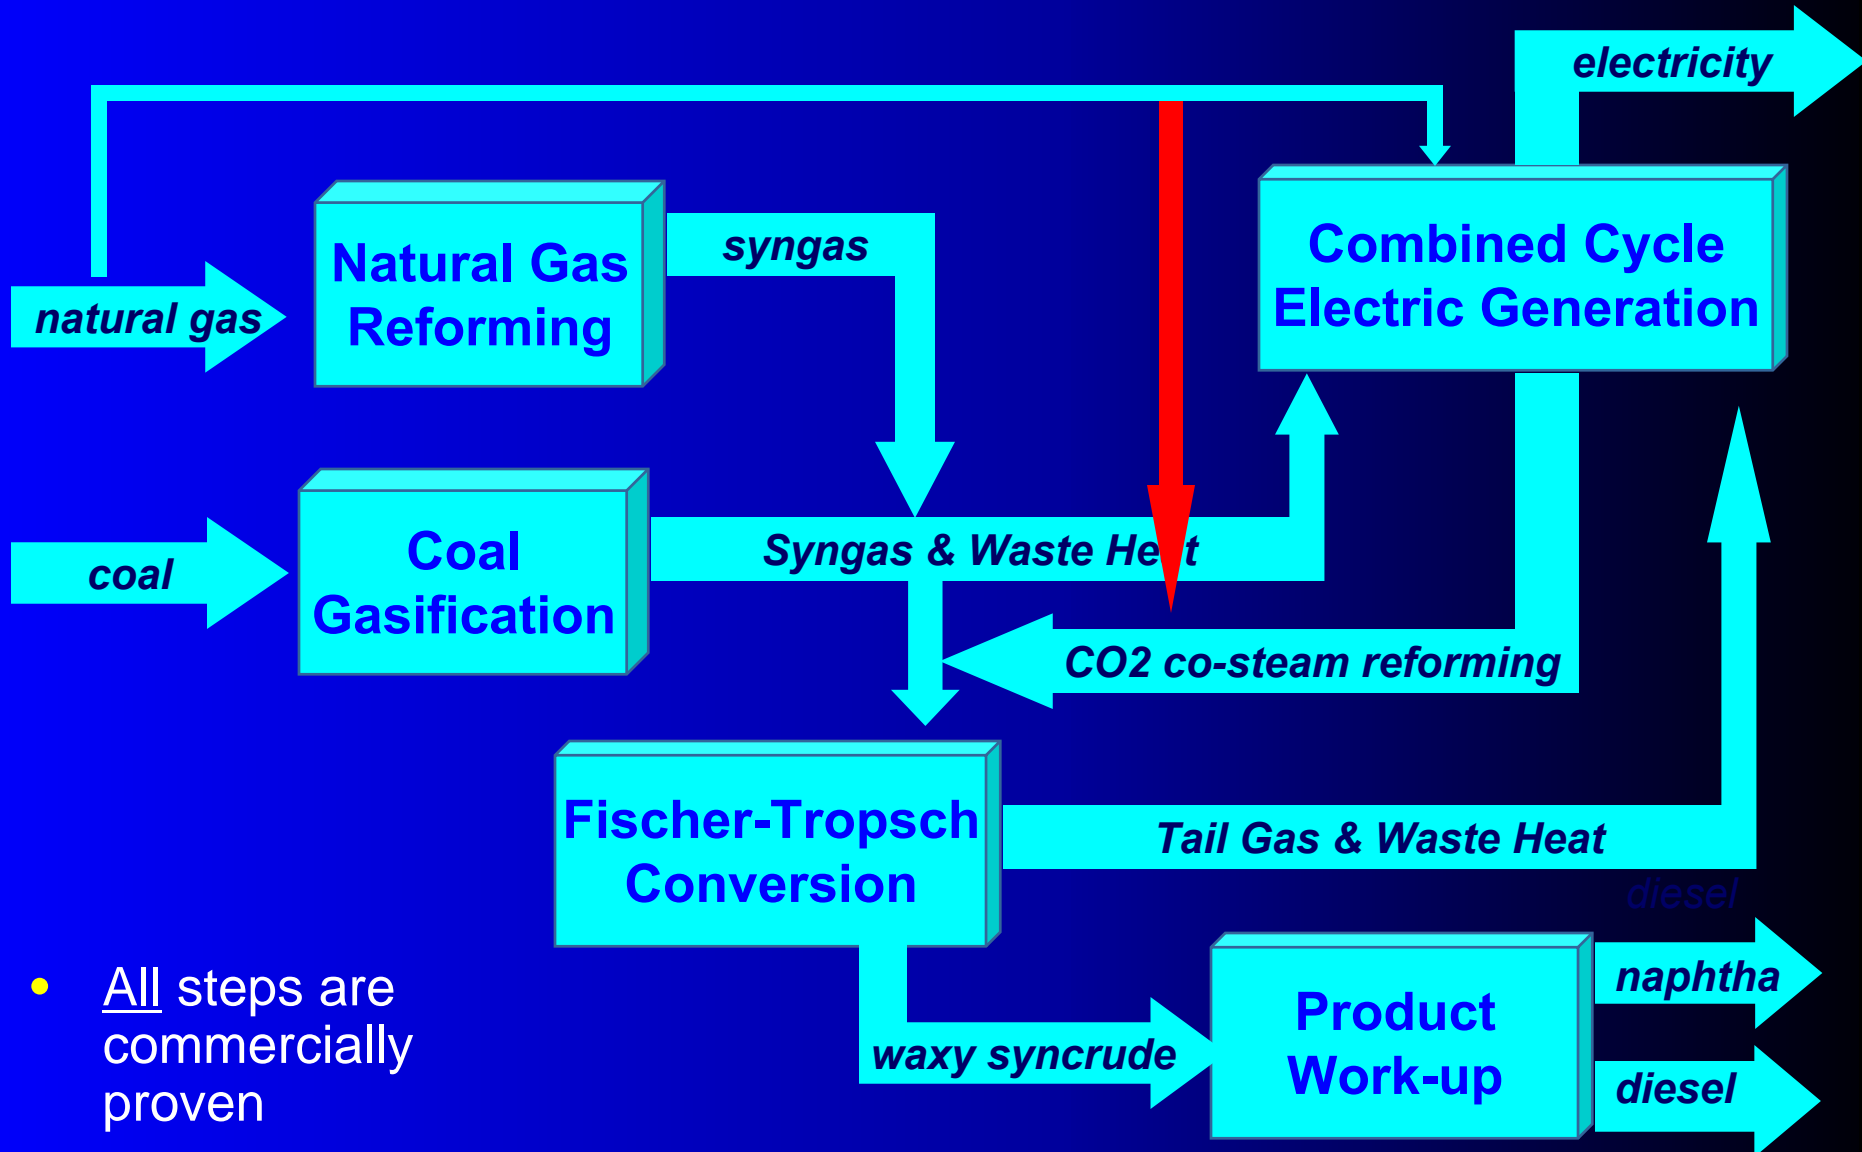 electricity
Combined Cycle
Electric Generation
syngas
Natural Gas
Reforming
natural gas
Coal
Gasification
coal
Syngas & Waste Heat
CO2 co-steam reforming
Fischer-Tropsch
Conversion
Tail Gas & Waste Heat
diesel
naphtha
Product
Work-up
waxy syncrude
diesel
• All steps are
commercially
proven